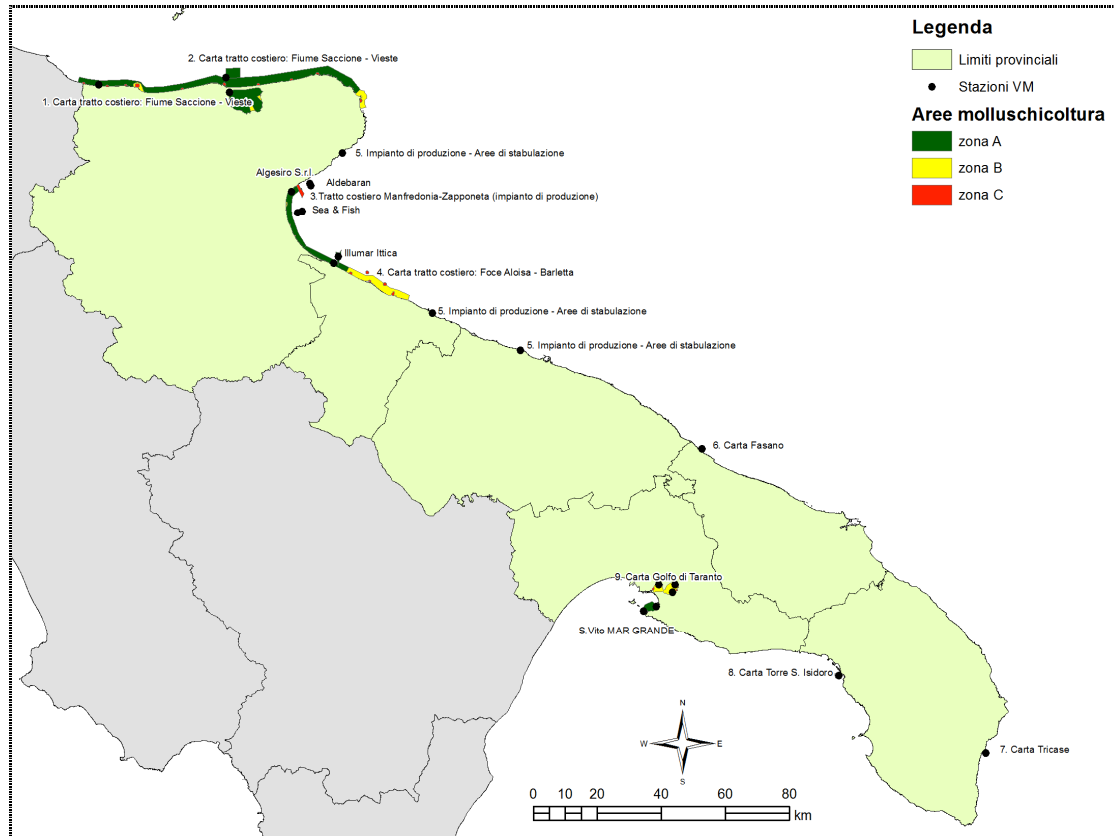 Legenda
Limiti provinciali
Stazioni VM
Aree molluschicoltura
zona A
zona B
zona C
2. Carta tratto costiero: Fiume Saccione - Vieste
1. Carta tratto costiero: Fiume Saccione - Vieste
5. Impianto di produzione - Aree di stabulazione
Algesiro S.r.l.
Aldebaran
3.Tratto costiero Manfredonia-Zapponeta (impianto di produzione)
Sea & Fish
Illumar Ittica
4. Carta tratto costiero: Foce Aloisa - Barletta
5. Impianto di produzione - Aree di stabulazione
5. Impianto di produzione - Aree di stabulazione
6. Carta Fasano
9. Carta Golfo di Taranto
S.Vito MAR GRANDE
8. Carta Torre S. Isidoro
7. Carta Tricase
N
W E
S
0 10 20 40 60 80
km